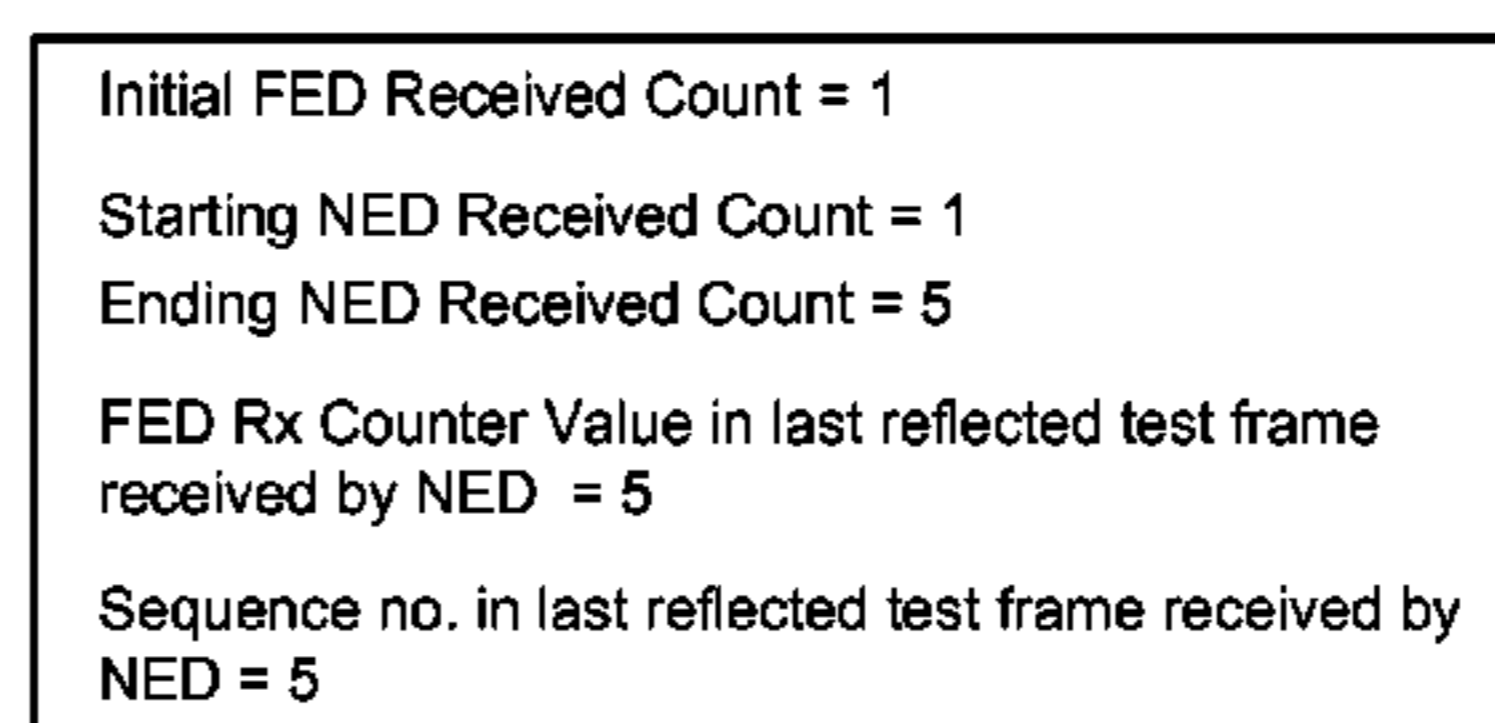 Initial FED Received Count = 1
Starting NED Received Count = 1
Ending NED Received Count = 5
FED Rx Counter Value in last reflected test frame
received by NED = 5
Sequence no. in last reflected test frame received by
NED = 5